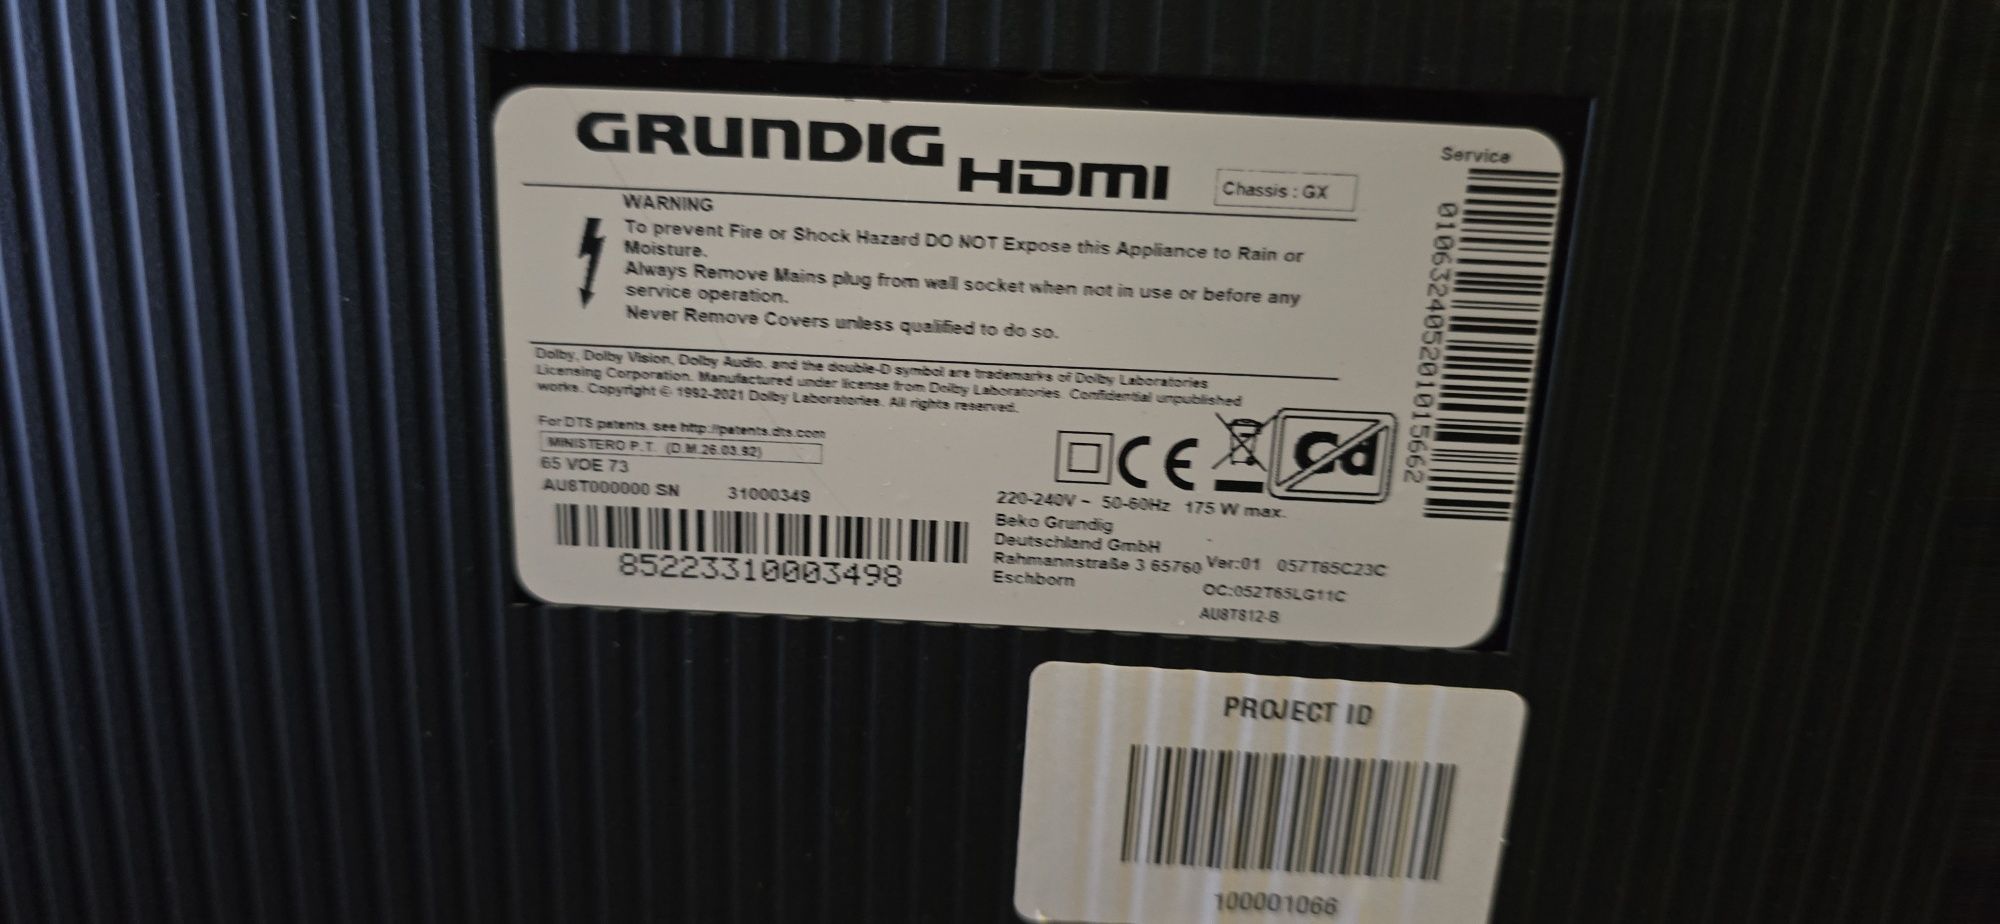 GRUNDIG HDMI
Chassis : GX
WARNING
To prevent Fire or Shock Hazard DO NOT Expose this Appliance to Rain or
Moisture.
Always Remove Mains plug from wall socket when not in use or before any
service operation.
Never Remove Covers unless qualified to do so.
Dolby, Dolby Vision, Dolby Audio, and the double-D symbol are trademarks of Dolby Laboratories
Licensing Corporation. Manufactured under license from Dolby Laboratories. Confidential unpublished
works. Copyright © 1992-2021 Dolby Laboratories. All rights reserved.
For DTS patents, see http://patents.dts.com
MINISTERO P.T. (D.M.26.03.92)
65 VOE 73
AU8T000000 SN 31000349
85223310003498
CE
Cd
220-240V ~ 50-60Hz 175 W max.
Beko Grundig
Deutschland GmbH
Rahmannstraße 3 65760
Eschborn
Ver:01 057T65C23C
OC:052T65LG11C
AU8T812-B
Service
010632405201015662
PROJECT ID
100001066